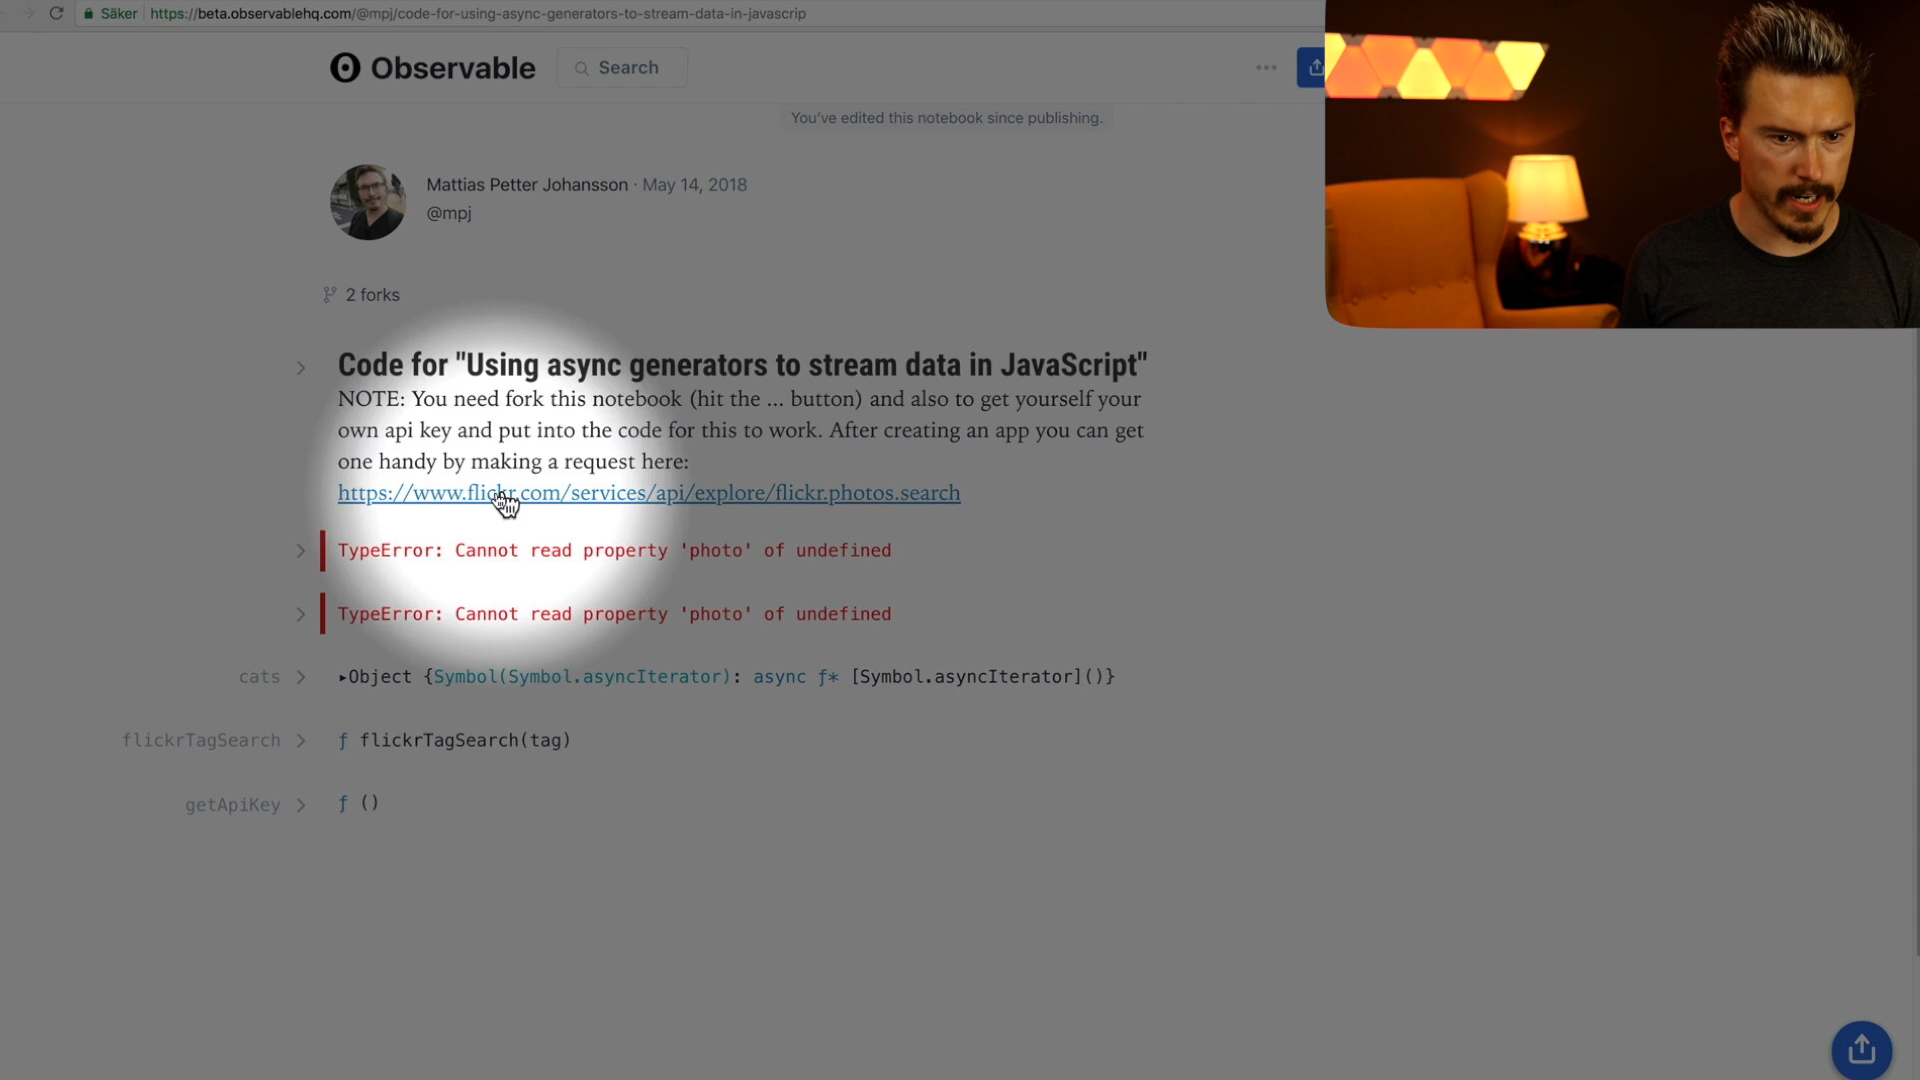 Säker https://beta.observablehq.com/@mpj/code-for-using-async-generators-to-stream-data-in-javascrip
Observable Search
You've edited this notebook since publishing.
Mattias Petter Johansson · May 14, 2018
@mpj
2 forks
Code for "Using async generators to stream data in JavaScript"
NOTE: You need fork this notebook (hit the ... button) and also to get yourself your
own api key and put into the code for this to work. After creating an app you can get
one handy by making a request here:
https://www.flickr.com/services/api/explore/flickr.photos.search
TypeError: Cannot read property 'photo' of undefined
TypeError: Cannot read property 'photo' of undefined
cats ▸Object {Symbol(Symbol.asyncIterator): async ƒ* [Symbol.asyncIterator]()}
flickrTagSearch ƒ flickrTagSearch(tag)
getApiKey ƒ ()